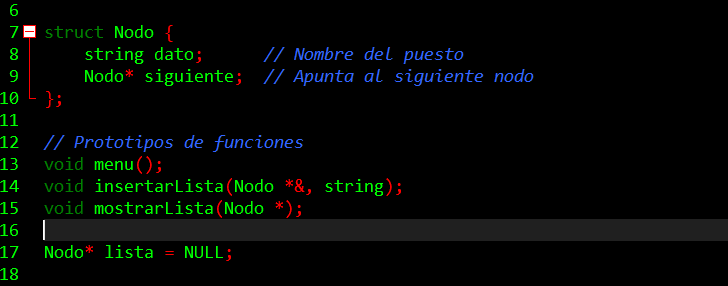 6
7 struct Nodo {
8 string dato; // Nombre del puesto
9 Nodo* siguiente; // Apunta al siguiente nodo
10 };
11
12 // Prototipos de funciones
13 void menu();
14 void insertarLista(Nodo *&, string);
15 void mostrarLista(Nodo *);
16
17 Nodo* lista = NULL;
18